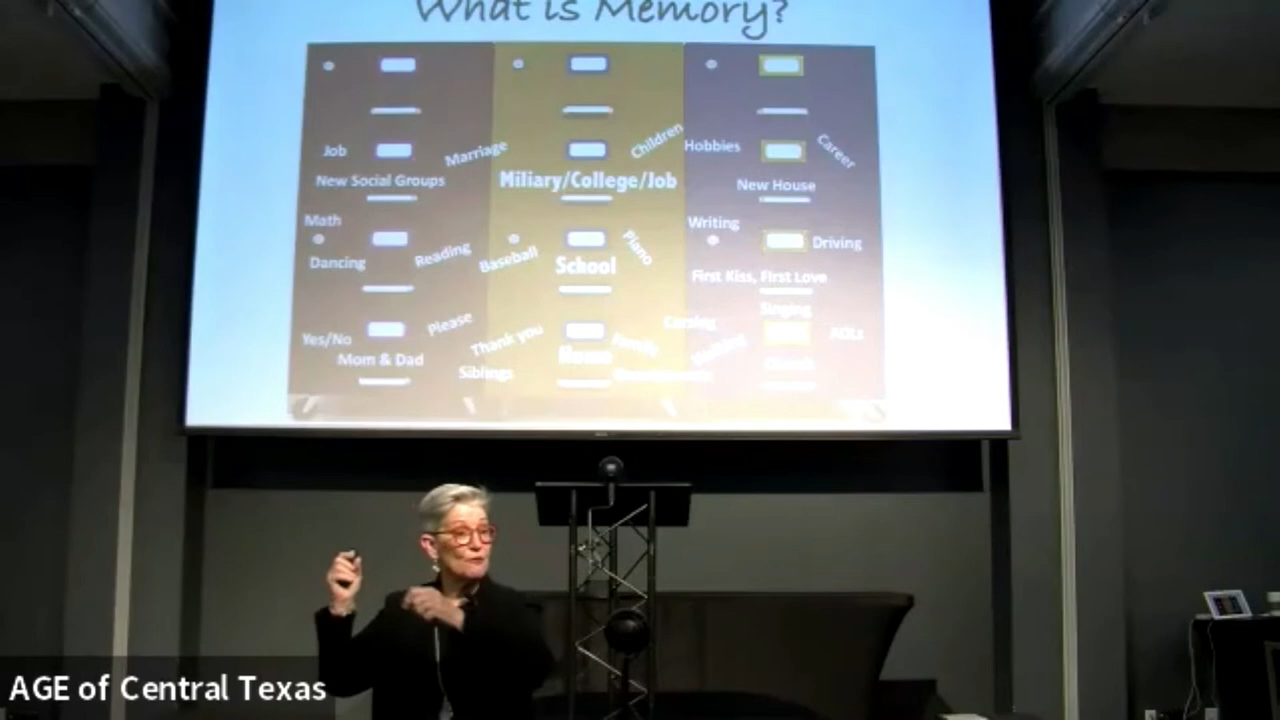 What is Memory?
Job
Marriage
Children
Hobbies
Career
New Social Groups
Miliary/College/Job
New House
Math
Writing
Dancing
Reading
Baseball
Piano
Driving
School
First Kiss, First Love
Singing
Yes/No
Please
Thank you
Family
ADLs
Mom & Dad
Home
Siblings
AGE of Central Texas